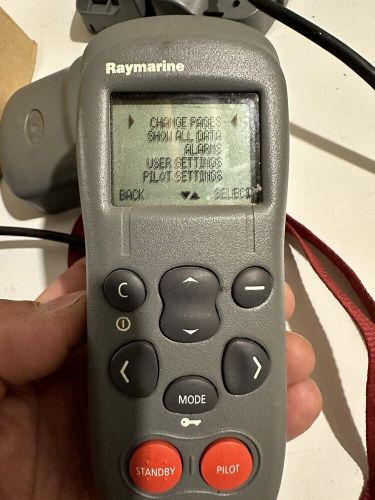 Raymarine
CHANGE PAGES
SHOW ALL DATA
ALARMS
USER SETTINGS
PILOT SETTINGS
BACK SELECT
C
MODE
STANDBY PILOT